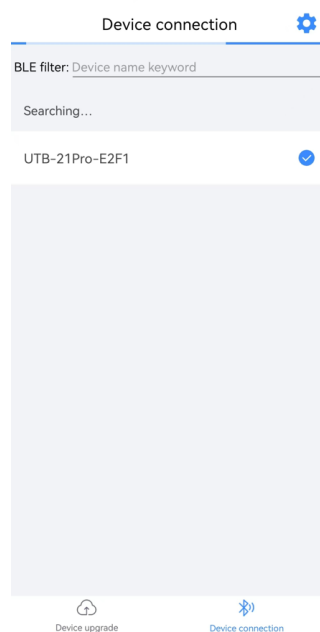 Device connection
BLE filter: Device name keyword
Searching...
UTB-21Pro-E2F1
Device upgrade
Device connection